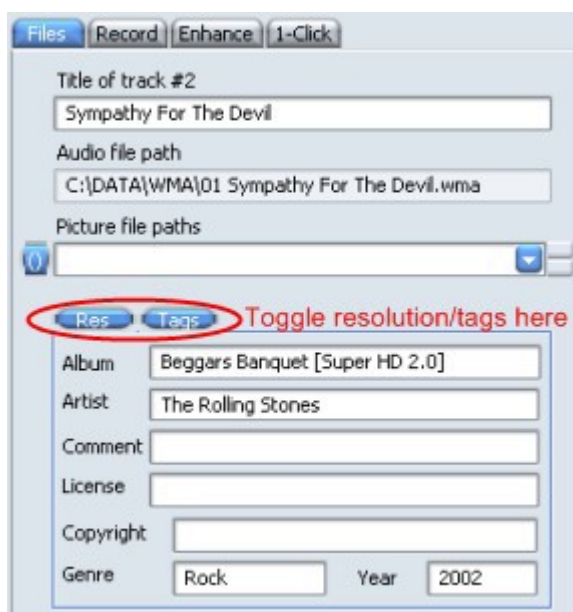 Files Record Enhance 1-Click
Title of track #2
Sympathy For The Devil
Audio file path
C:\DATA\WMA\01 Sympathy For The Devil.wma
Picture file paths
()
Res Tags Toggle resolution/tags here
Album Beggars Banquet [Super HD 2.0]
Artist The Rolling Stones
Comment
License
Copyright
Genre Rock Year 2002